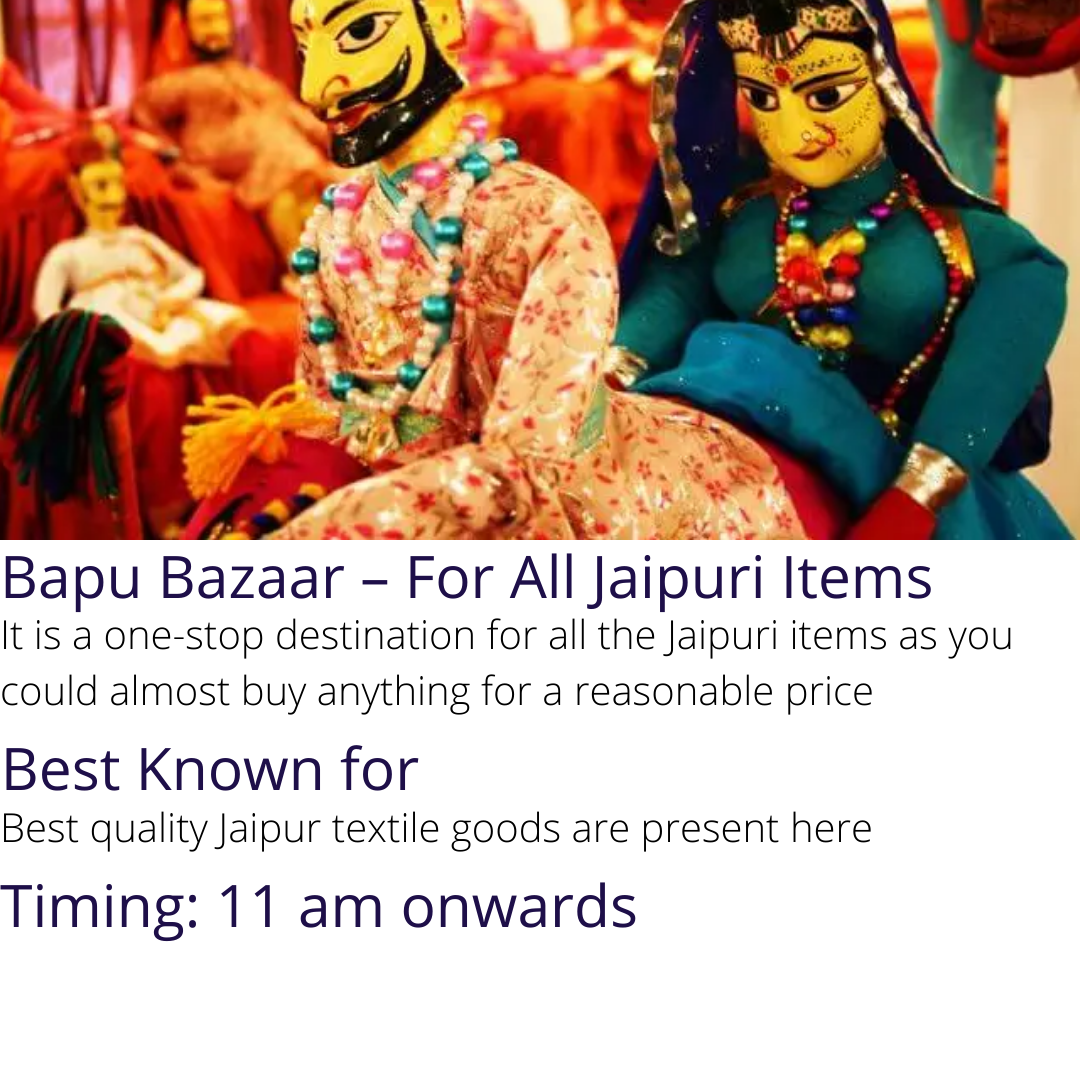 Bapu Bazaar – For All Jaipuri Items
It is a one-stop destination for all the Jaipuri items as you
could almost buy anything for a reasonable price
Best Known for
Best quality Jaipur textile goods are present here
Timing: 11 am onwards